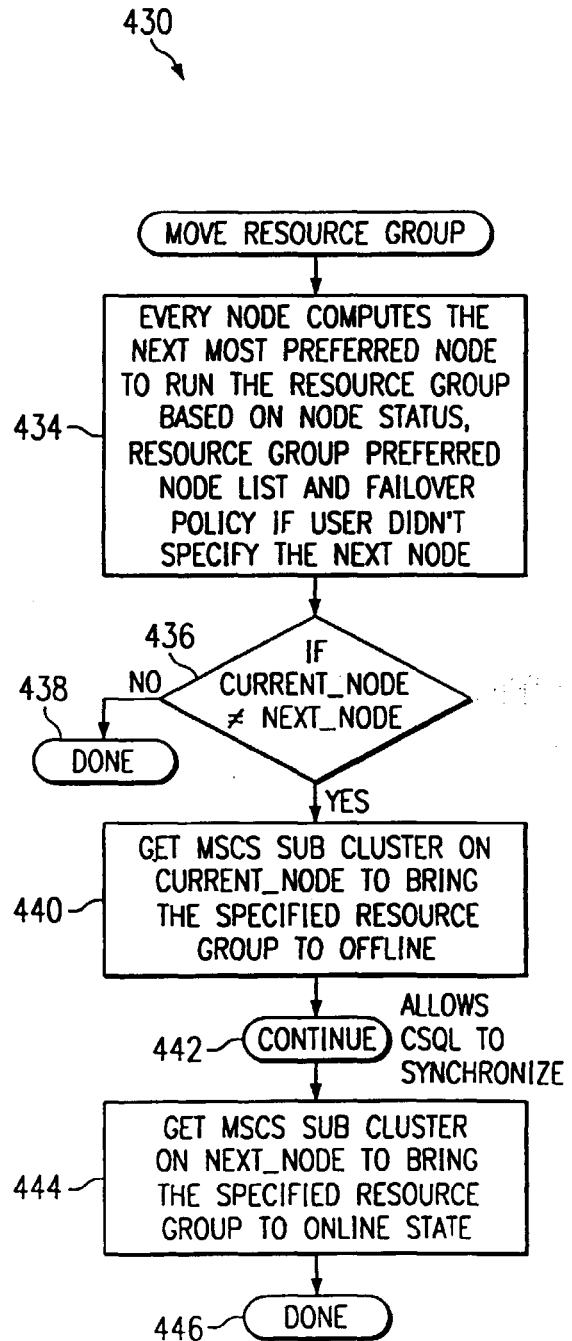 430
MOVE RESOURCE GROUP
EVERY NODE COMPUTES THE
NEXT MOST PREFERRED NODE
TO RUN THE RESOURCE GROUP
BASED ON NODE STATUS,
RESOURCE GROUP PREFERRED
NODE LIST AND FAILOVER
POLICY IF USER DIDN'T
SPECIFY THE NEXT NODE
434
436
IF
CURRENT_NODE
≠ NEXT_NODE
NO
438
DONE
YES
GET MSCS SUB CLUSTER ON
CURRENT_NODE TO BRING
THE SPECIFIED RESOURCE
GROUP TO OFFLINE
440
442
CONTINUE
ALLOWS
CSQL TO
SYNCHRONIZE
GET MSCS SUB CLUSTER
ON NEXT_NODE TO BRING
THE SPECIFIED RESOURCE
GROUP TO ONLINE STATE
444
446
DONE